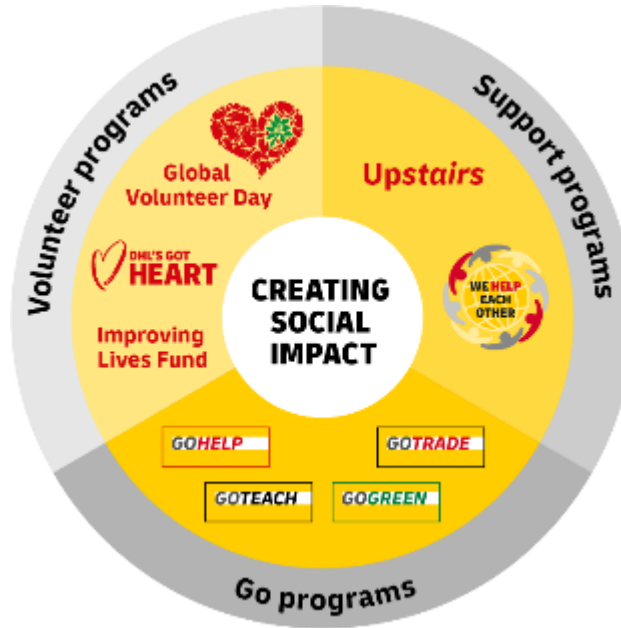 Volunteer programs
Global
Volunteer Day
DHL'S GOT
HEART
Improving
Lives Fund
Support programs
Upstairs
WE HELP
EACH
OTHER
CREATING
SOCIAL
IMPACT
GOHELP
GOTRADE
GOTEACH
GOGREEN
Go programs